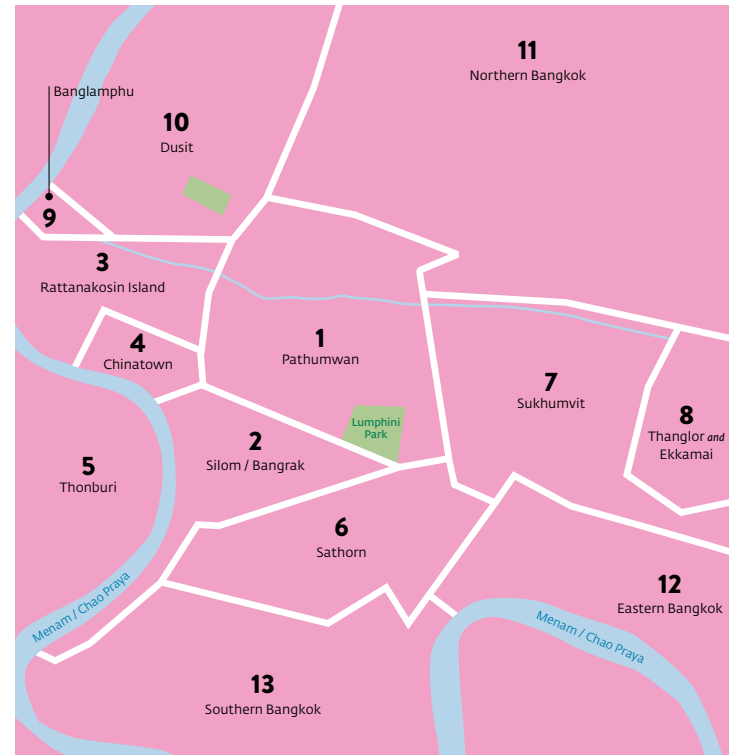 11
Northern Bangkok
Banglamphu
10
Dusit
9
3
Rattanakosin Island
4
Chinatown
1
Pathumwan
7
Sukhumvit
8
Thanglor and
Ekkamai
Lumphini
Park
2
Silom / Bangrak
5
Thonburi
6
Sathorn
12
Eastern Bangkok
Menam / Chao Praya
Menam / Chao Praya
13
Southern Bangkok